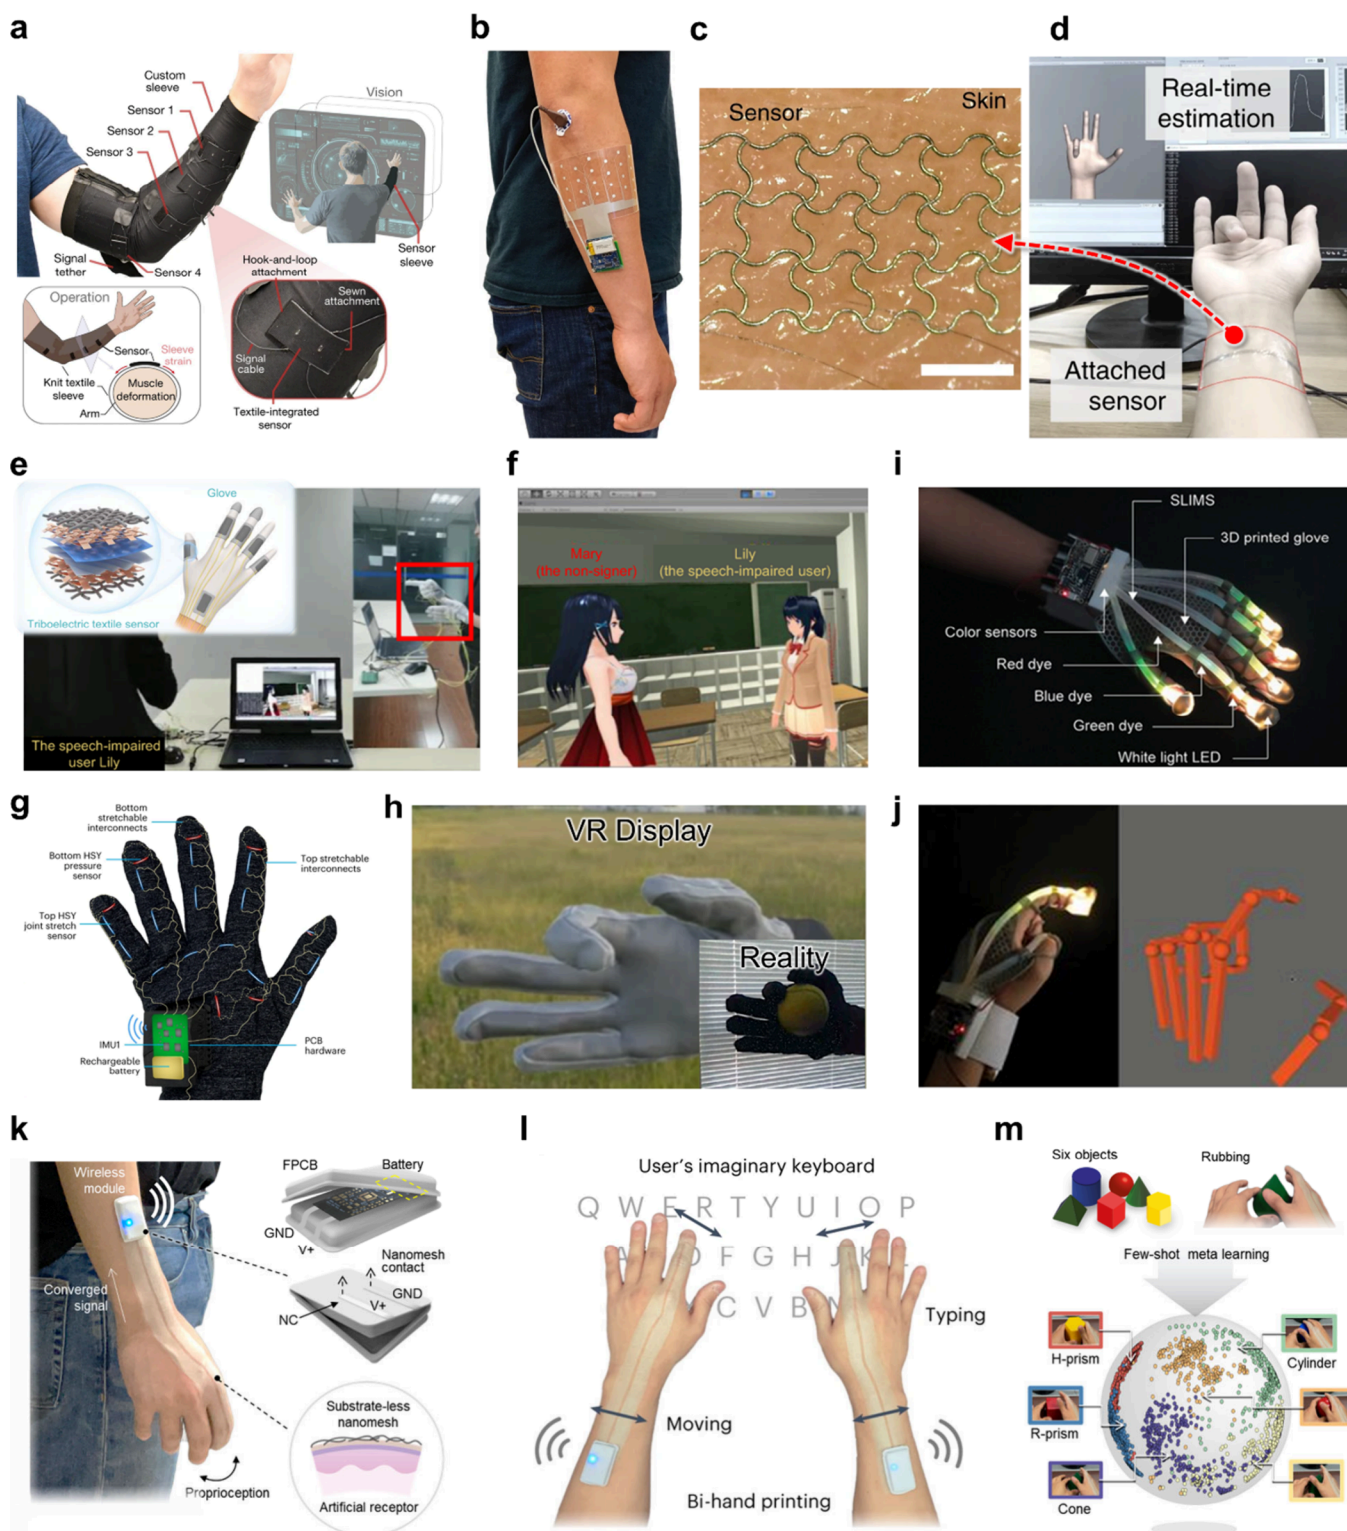 a
Custom
sleeve
Sensor 1
Sensor 2
Sensor 3
Signal
tether
Sensor 4
Vision
Sensor
sleeve
Hook-and-loop
attachment
Sewn
attachment
Signal
cable
Textile-integrated
sensor
Operation
Sensor
Sleeve
strain
Knit textile
sleeve
Muscle
deformation
Arm
b
c
Sensor
Skin
d
Real-time
estimation
Attached
sensor
e
Glove
Triboelectric textile sensor
The speech-impaired
user Lily
f
Mary
(the non-signer)
Lily
(the speech-impaired user)
i
SLIMS
3D printed glove
Color sensors
Red dye
Blue dye
Green dye
White light LED
g
Bottom
stretchable
interconnects
Bottom HSY
pressure
sensor
Top stretchable
interconnects
Top HSY
joint stretch
sensor
IMU1
PCB
hardware
Rechargeable
battery
h
VR Display
Reality
j
k
Wireless
module
Converged
signal
FPCB
Battery
GND
V+
Nanomesh
contact
GND
V+
NC
Substrate-less
nanomesh
Artificial receptor
Proprioception
l
User's imaginary keyboard
Q W E R T Y U I O P
A D F G H J K L
C V B N
Typing
Moving
Bi-hand printing
m
Six objects
Rubbing
Few-shot meta learning
H-prism
Cylinder
R-prism
Cone